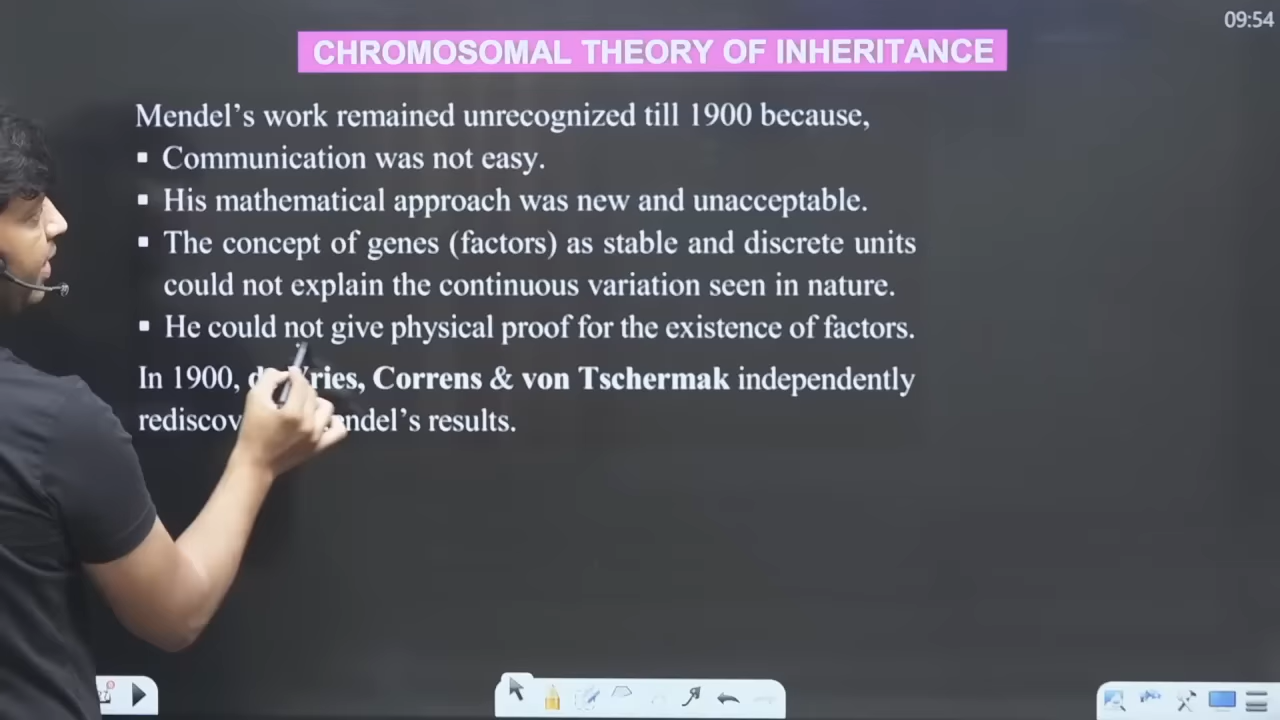 09:54
CHROMOSOMAL THEORY OF INHERITANCE
Mendel's work remained unrecognized till 1900 because,
▪ Communication was not easy.
▪ His mathematical approach was new and unacceptable.
▪ The concept of genes (factors) as stable and discrete units
could not explain the continuous variation seen in nature.
▪ He could not give physical proof for the existence of factors.
In 1900, Correns & von Tschermak independently
results.